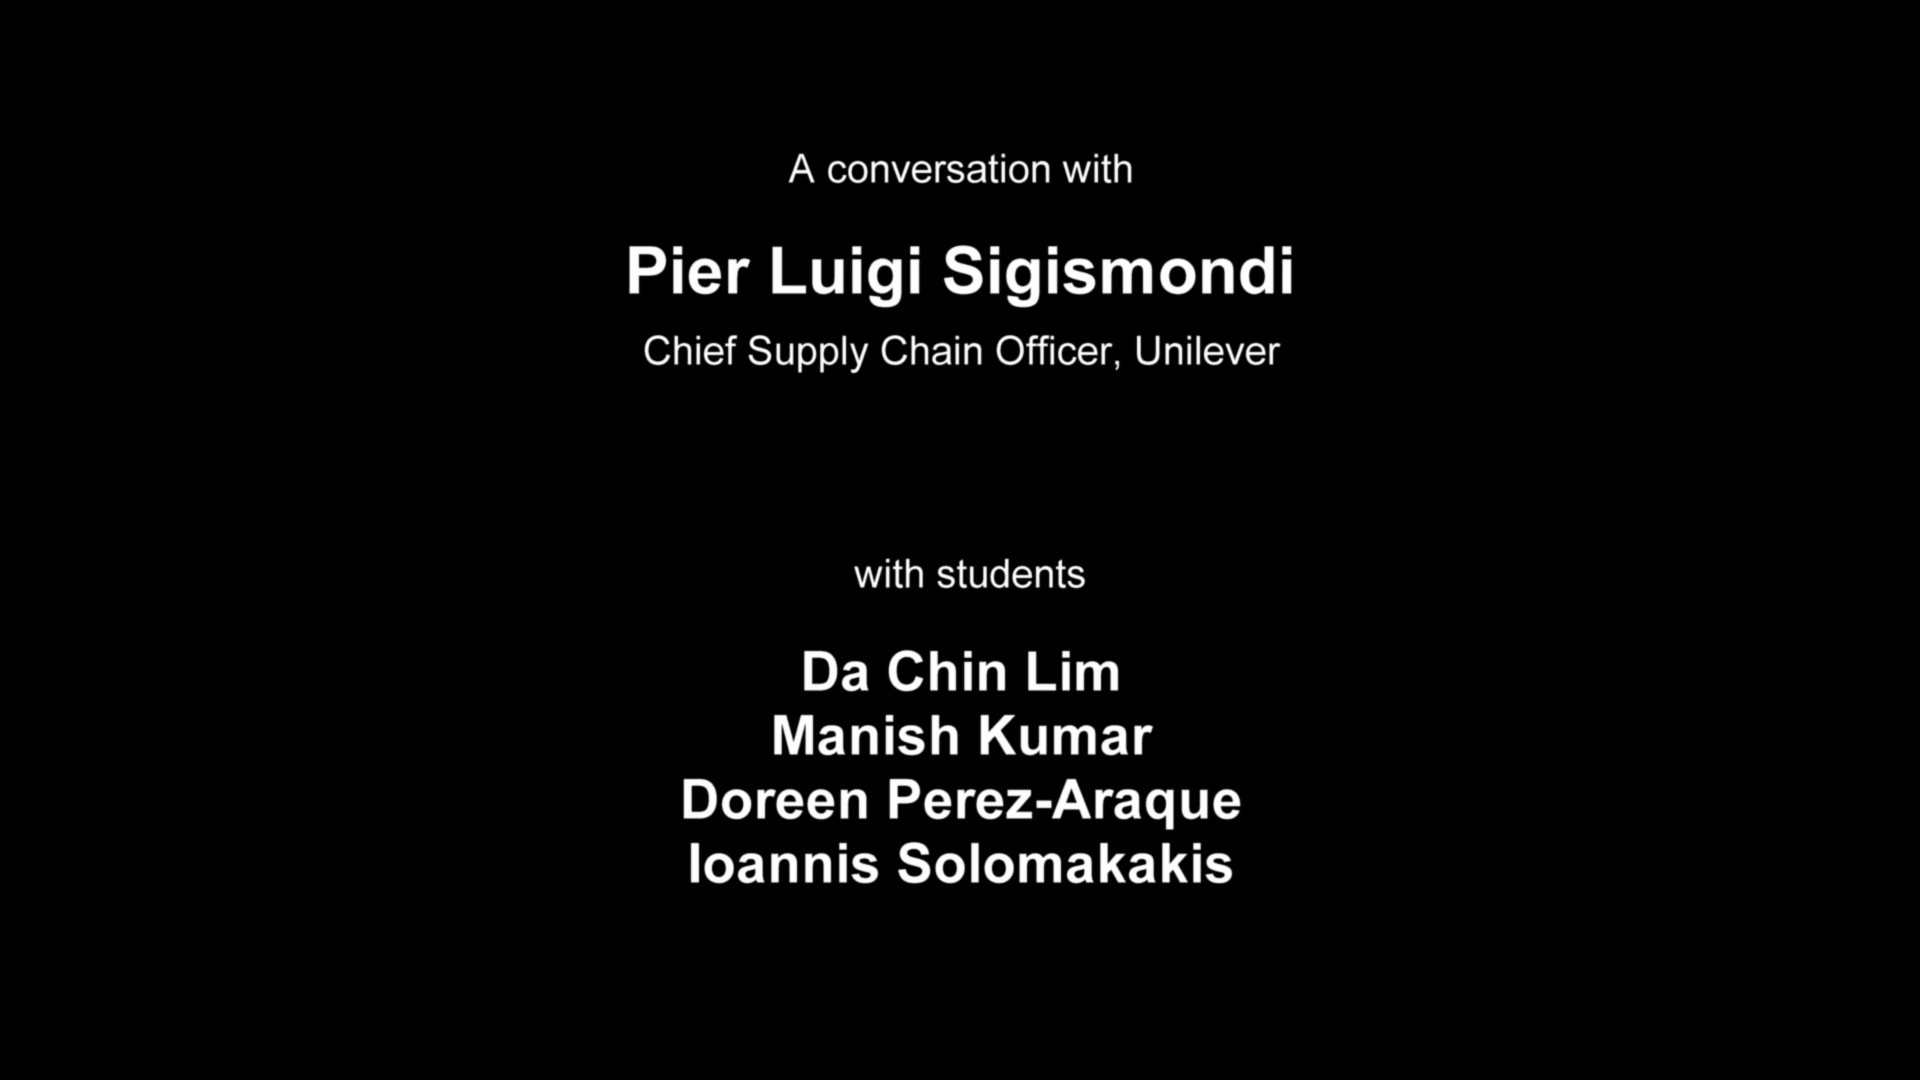 A conversation with
Pier Luigi Sigismondi
Chief Supply Chain Officer, Unilever
with students
Da Chin Lim
Manish Kumar
Doreen Perez-Araque
Ioannis Solomakakis